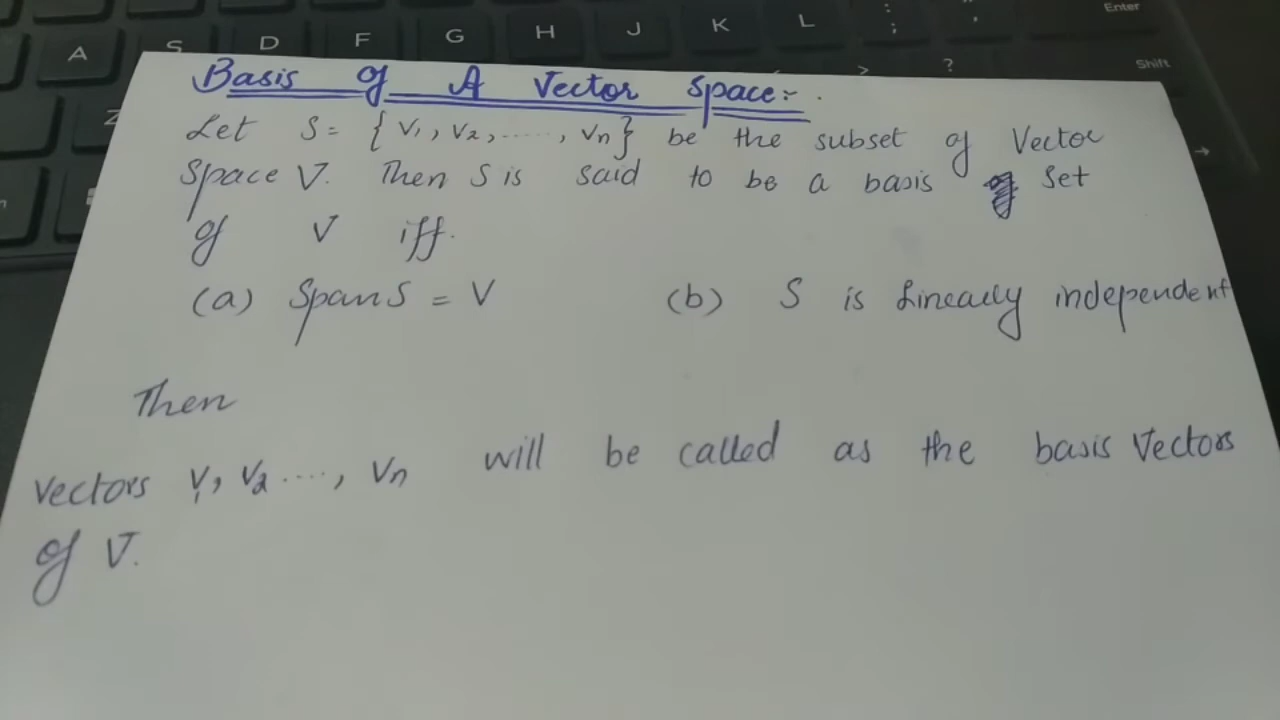 A S D F G H J K L : ; " ' Enter
Z > ? Shift
Basis of A Vector Space:-
Let S = {V1, V2, ....., Vn} be the subset of Vector
Space V. Then S is said to be a basis set
of V iff.
(a) Span S = V (b) S is Linearly independent
Then
Vectors V1, V2 ...., Vn will be called as the basis Vectors
of V.